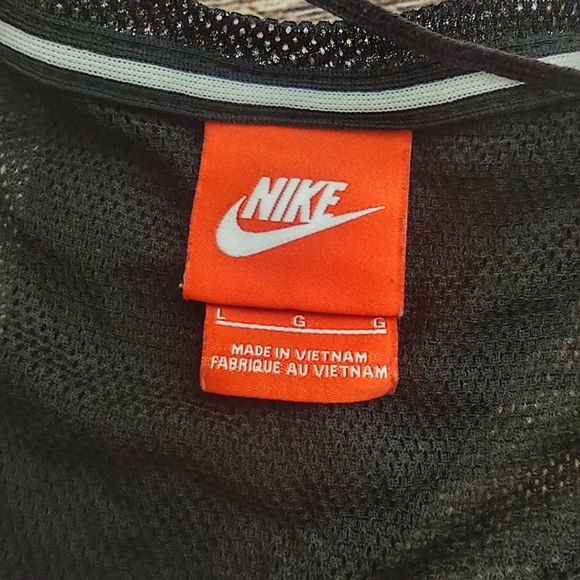 NIKE
L G G
MADE IN VIETNAM
FABRIQUE AU VIETNAM